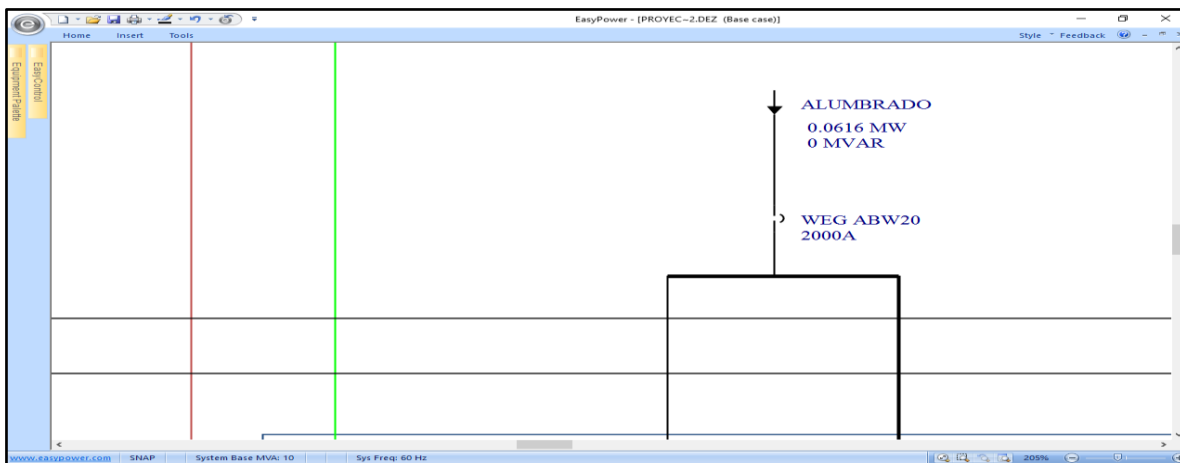 EasyPower - [PROYEC~2.DEZ (Base case)]
Home Insert Tools Style Feedback
Equipment Palette
EasyControl
ALUMBRADO
0.0616 MW
0 MVAR
WEG ABW20
2000A
www.easypower.com SNAP System Base MVA: 10 Sys Freq: 60 Hz 205%